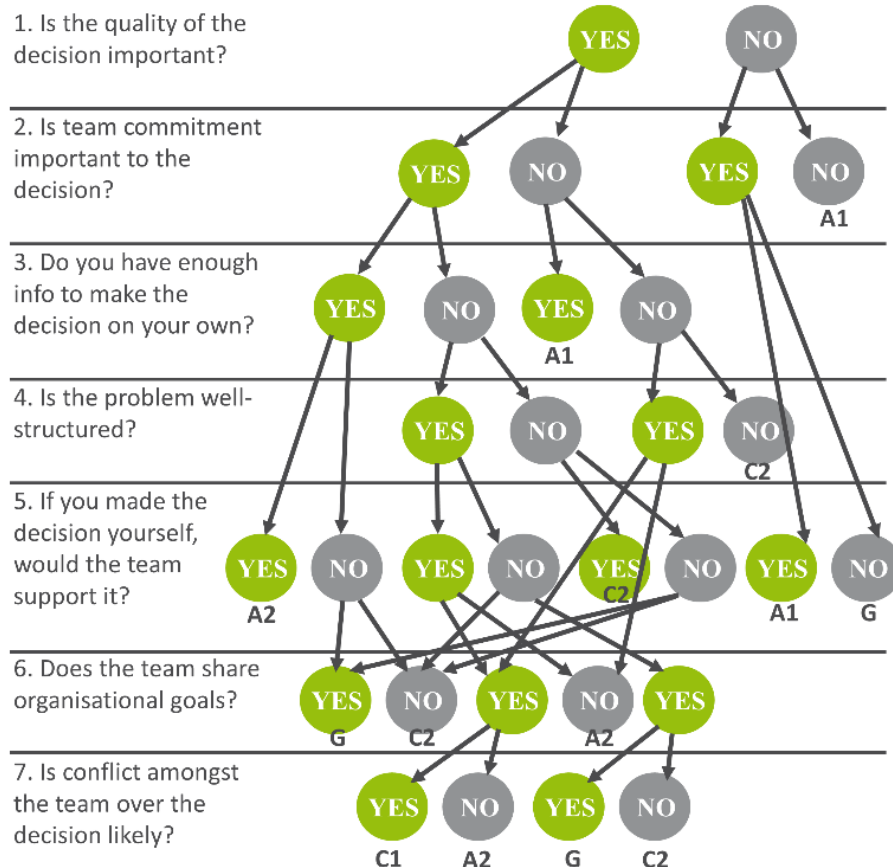 1. Is the quality of the
decision important?
YES NO
2. Is team commitment
important to the
decision?
YES NO YES NO
A1
3. Do you have enough
info to make the
decision on your own?
YES NO YES NO
A1
4. Is the problem well-
structured?
YES NO YES NO
C2
5. If you made the
decision yourself,
would the team
support it?
YES NO YES NO YES NO YES NO
A2 C2 A1 G
6. Does the team share
organisational goals?
YES NO YES NO YES
G C2 A2
7. Is conflict amongst
the team over the
decision likely?
YES NO YES NO
C1 A2 G C2